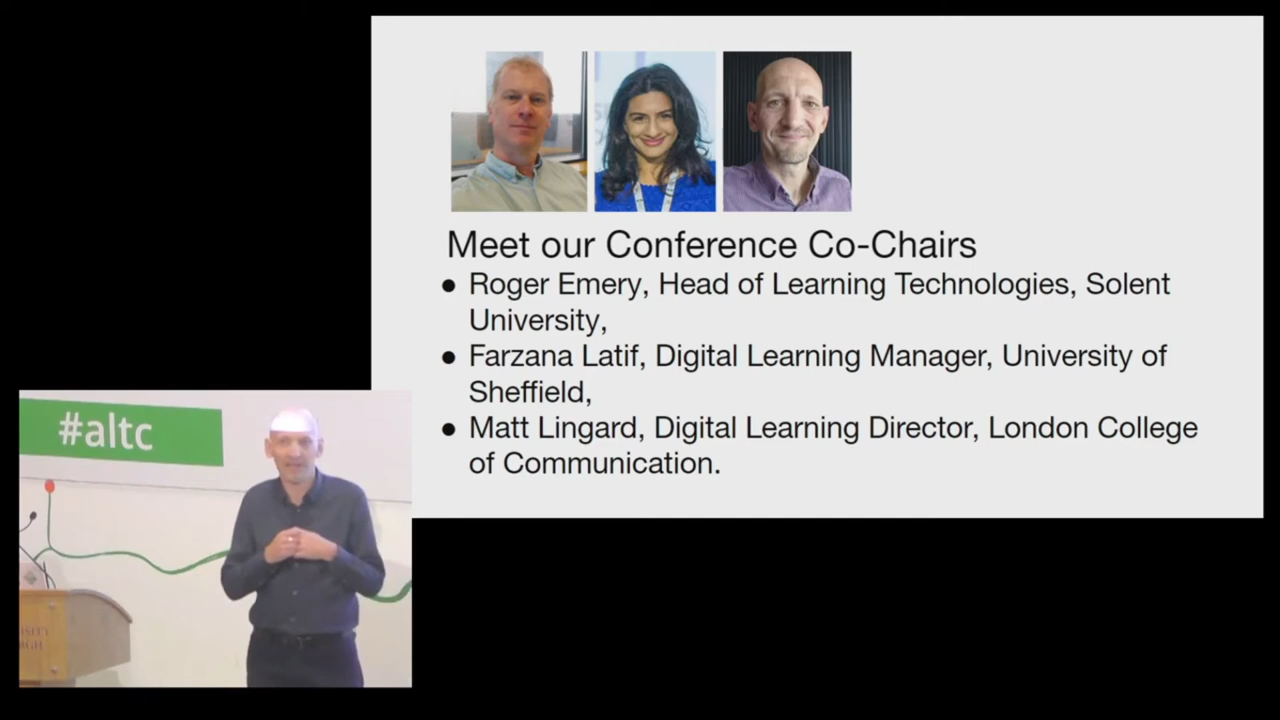 Meet our Conference Co-Chairs
● Roger Emery, Head of Learning Technologies, Solent
University,
● Farzana Latif, Digital Learning Manager, University of
Sheffield,
● Matt Lingard, Digital Learning Director, London College
of Communication.
#altc